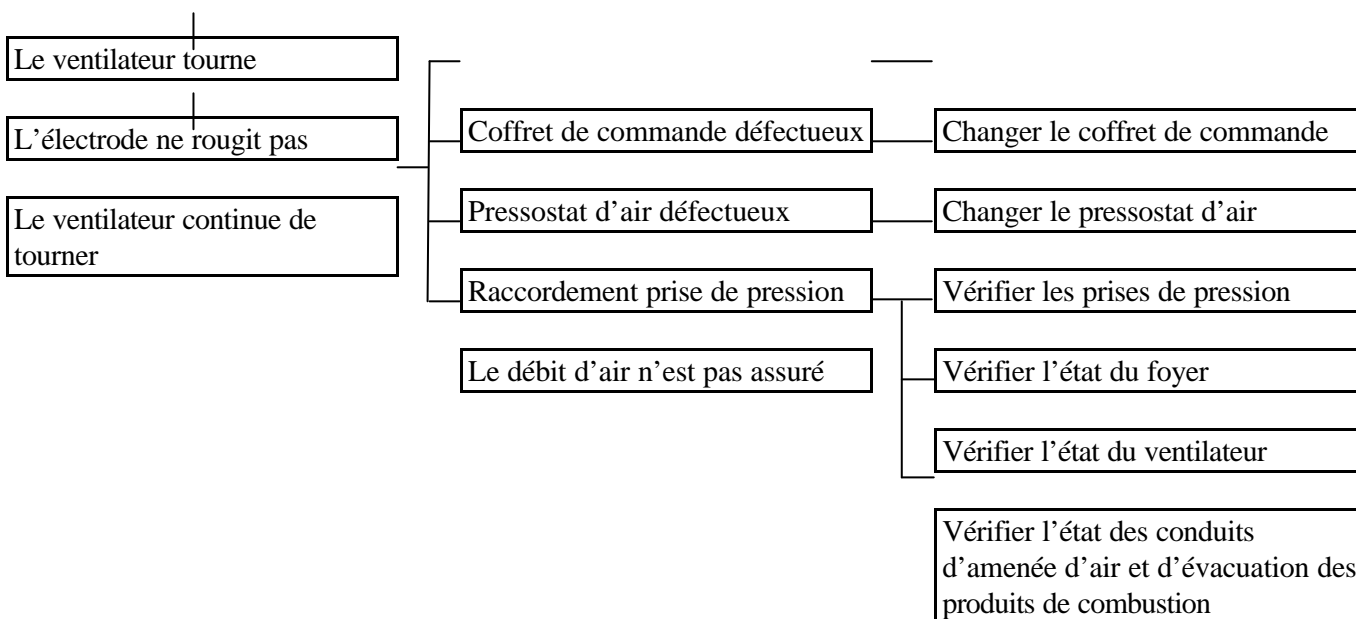 Le ventilateur tourne
L’électrode ne rougit pas
Le ventilateur continue de
tourner
Coffret de commande défectueux
Pressostat d’air défectueux
Raccordement prise de pression
Le débit d’air n’est pas assuré
Changer le coffret de commande
Changer le pressostat d’air
Vérifier les prises de pression
Vérifier l’état du foyer
Vérifier l’état du ventilateur
Vérifier l’état des conduits
d’amenée d’air et d’évacuation des
produits de combustion